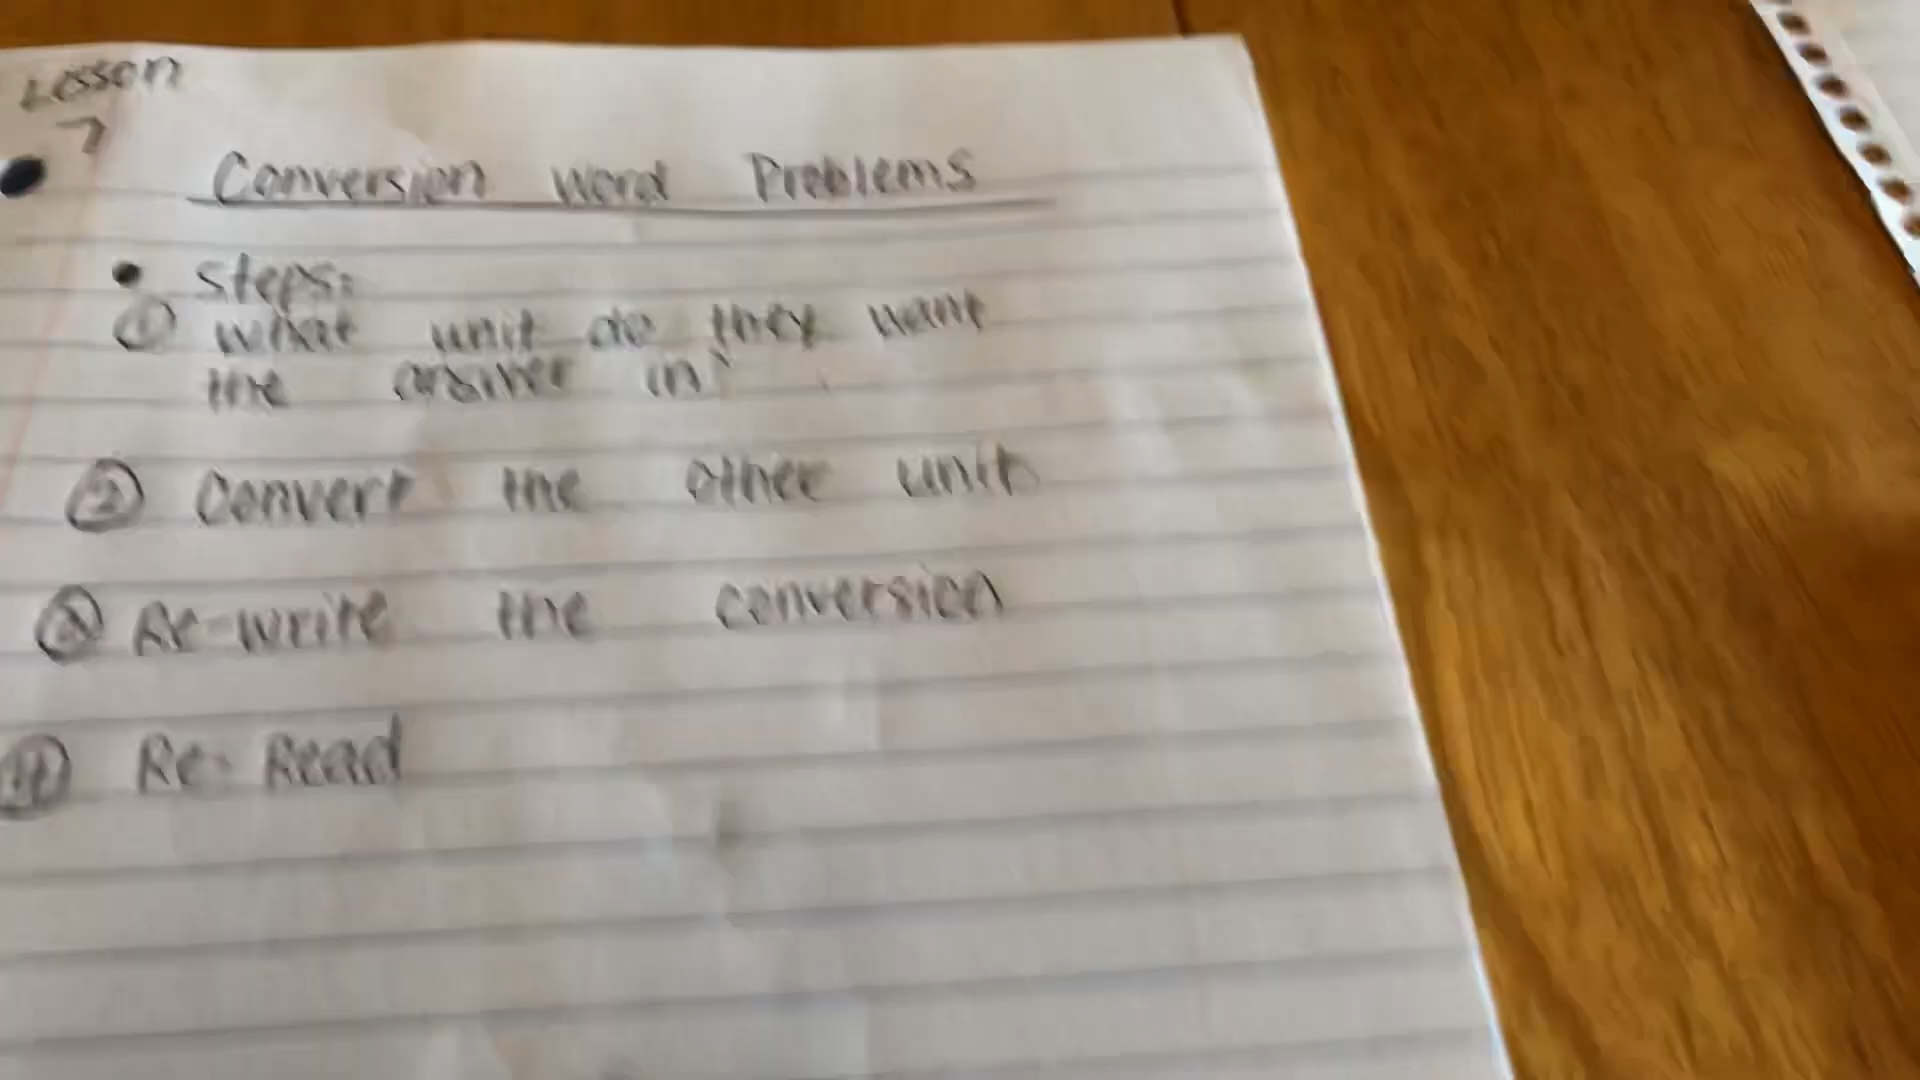 Lesson
7
Conversion Word Problems
• Steps:
① What unit do they want
the answer in?
② Convert the other unit
③ Re-write the conversion
④ Re-Read